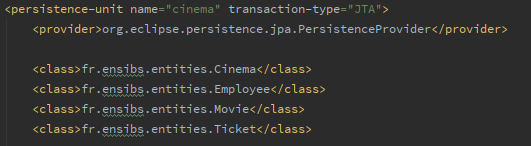 <persistence-unit name="cinema" transaction-type="JTA">
<provider>org.eclipse.persistence.jpa.PersistenceProvider</provider>
<class>fr.ensibs.entities.Cinema</class>
<class>fr.ensibs.entities.Employee</class>
<class>fr.ensibs.entities.Movie</class>
<class>fr.ensibs.entities.Ticket</class>